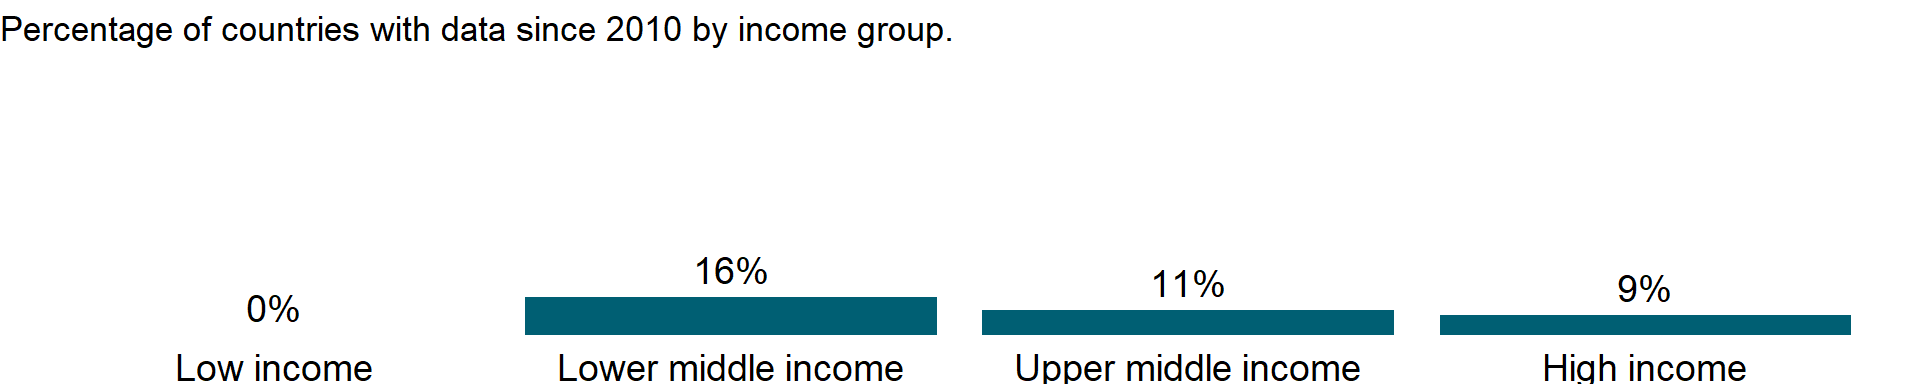 Percentage of countries with data since 2010 by income group.
0%
16%
11%
9%
Low income
Lower middle income
Upper middle income
High income